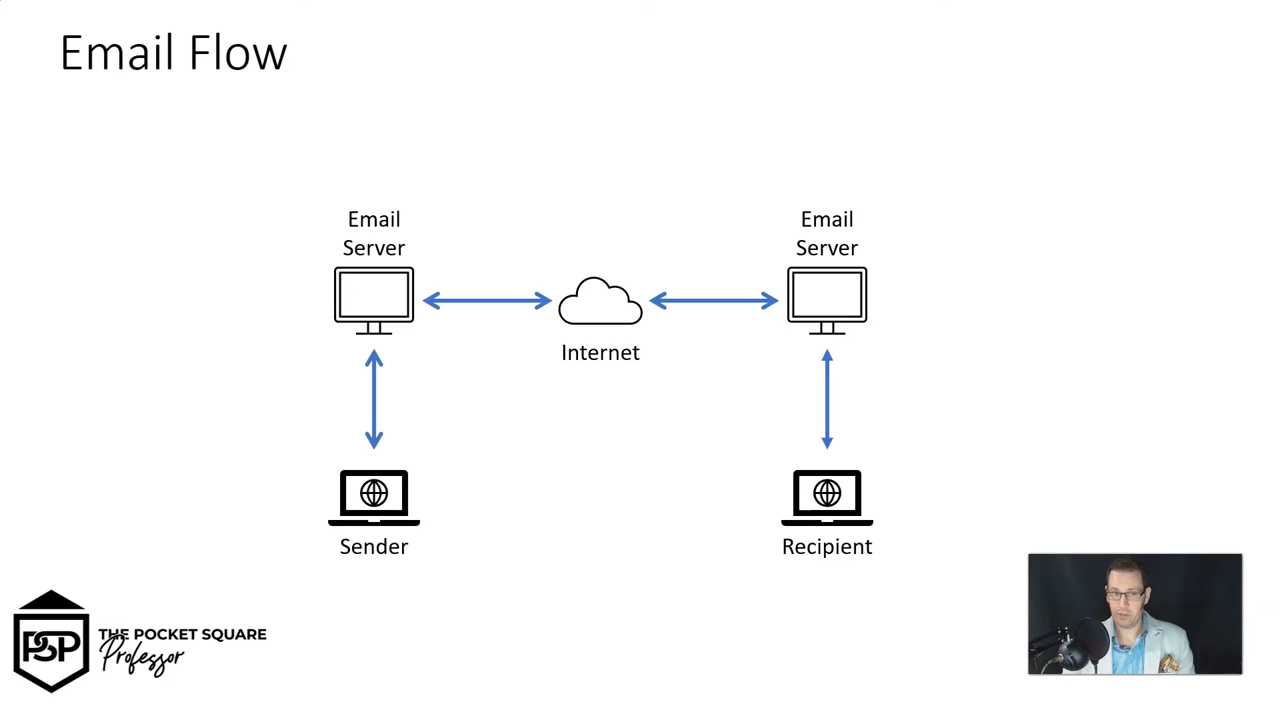 Email Flow
Email
Server
Email
Server
Internet
Sender
Recipient
PSP
THE POCKET SQUARE
Professor